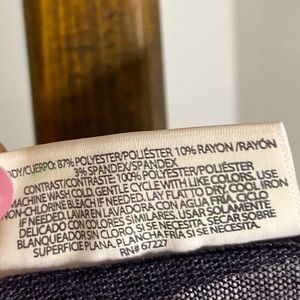 BODY/CUERPO: 87% POLYESTER/POLIÉSTER 10% RAYON/RAYÓN
3% SPANDEX/SPANDEX
CONTRAST/CONTRASTE 100% POLYESTER/POLIÉSTER
MACHINE WASH COLD, GENTLE CYCLE WITH LIKE COLORS. USE
NON-CHLORINE BLEACH IF NEEDED. LAY FLAT TO DRY. COOL IRON
IF NEEDED. LAVAR EN LAVADORA CON AGUA FRÍA, CICLO
DELICADO CON COLORES SIMILARES. USAR
BLANQUEADOR SIN CLORO, SI SE NECESITA. SECAR SOBRE
SUPERFICIE PLANA. PLANCHA FRÍA, SI SE NECESITA.
RN# 67227